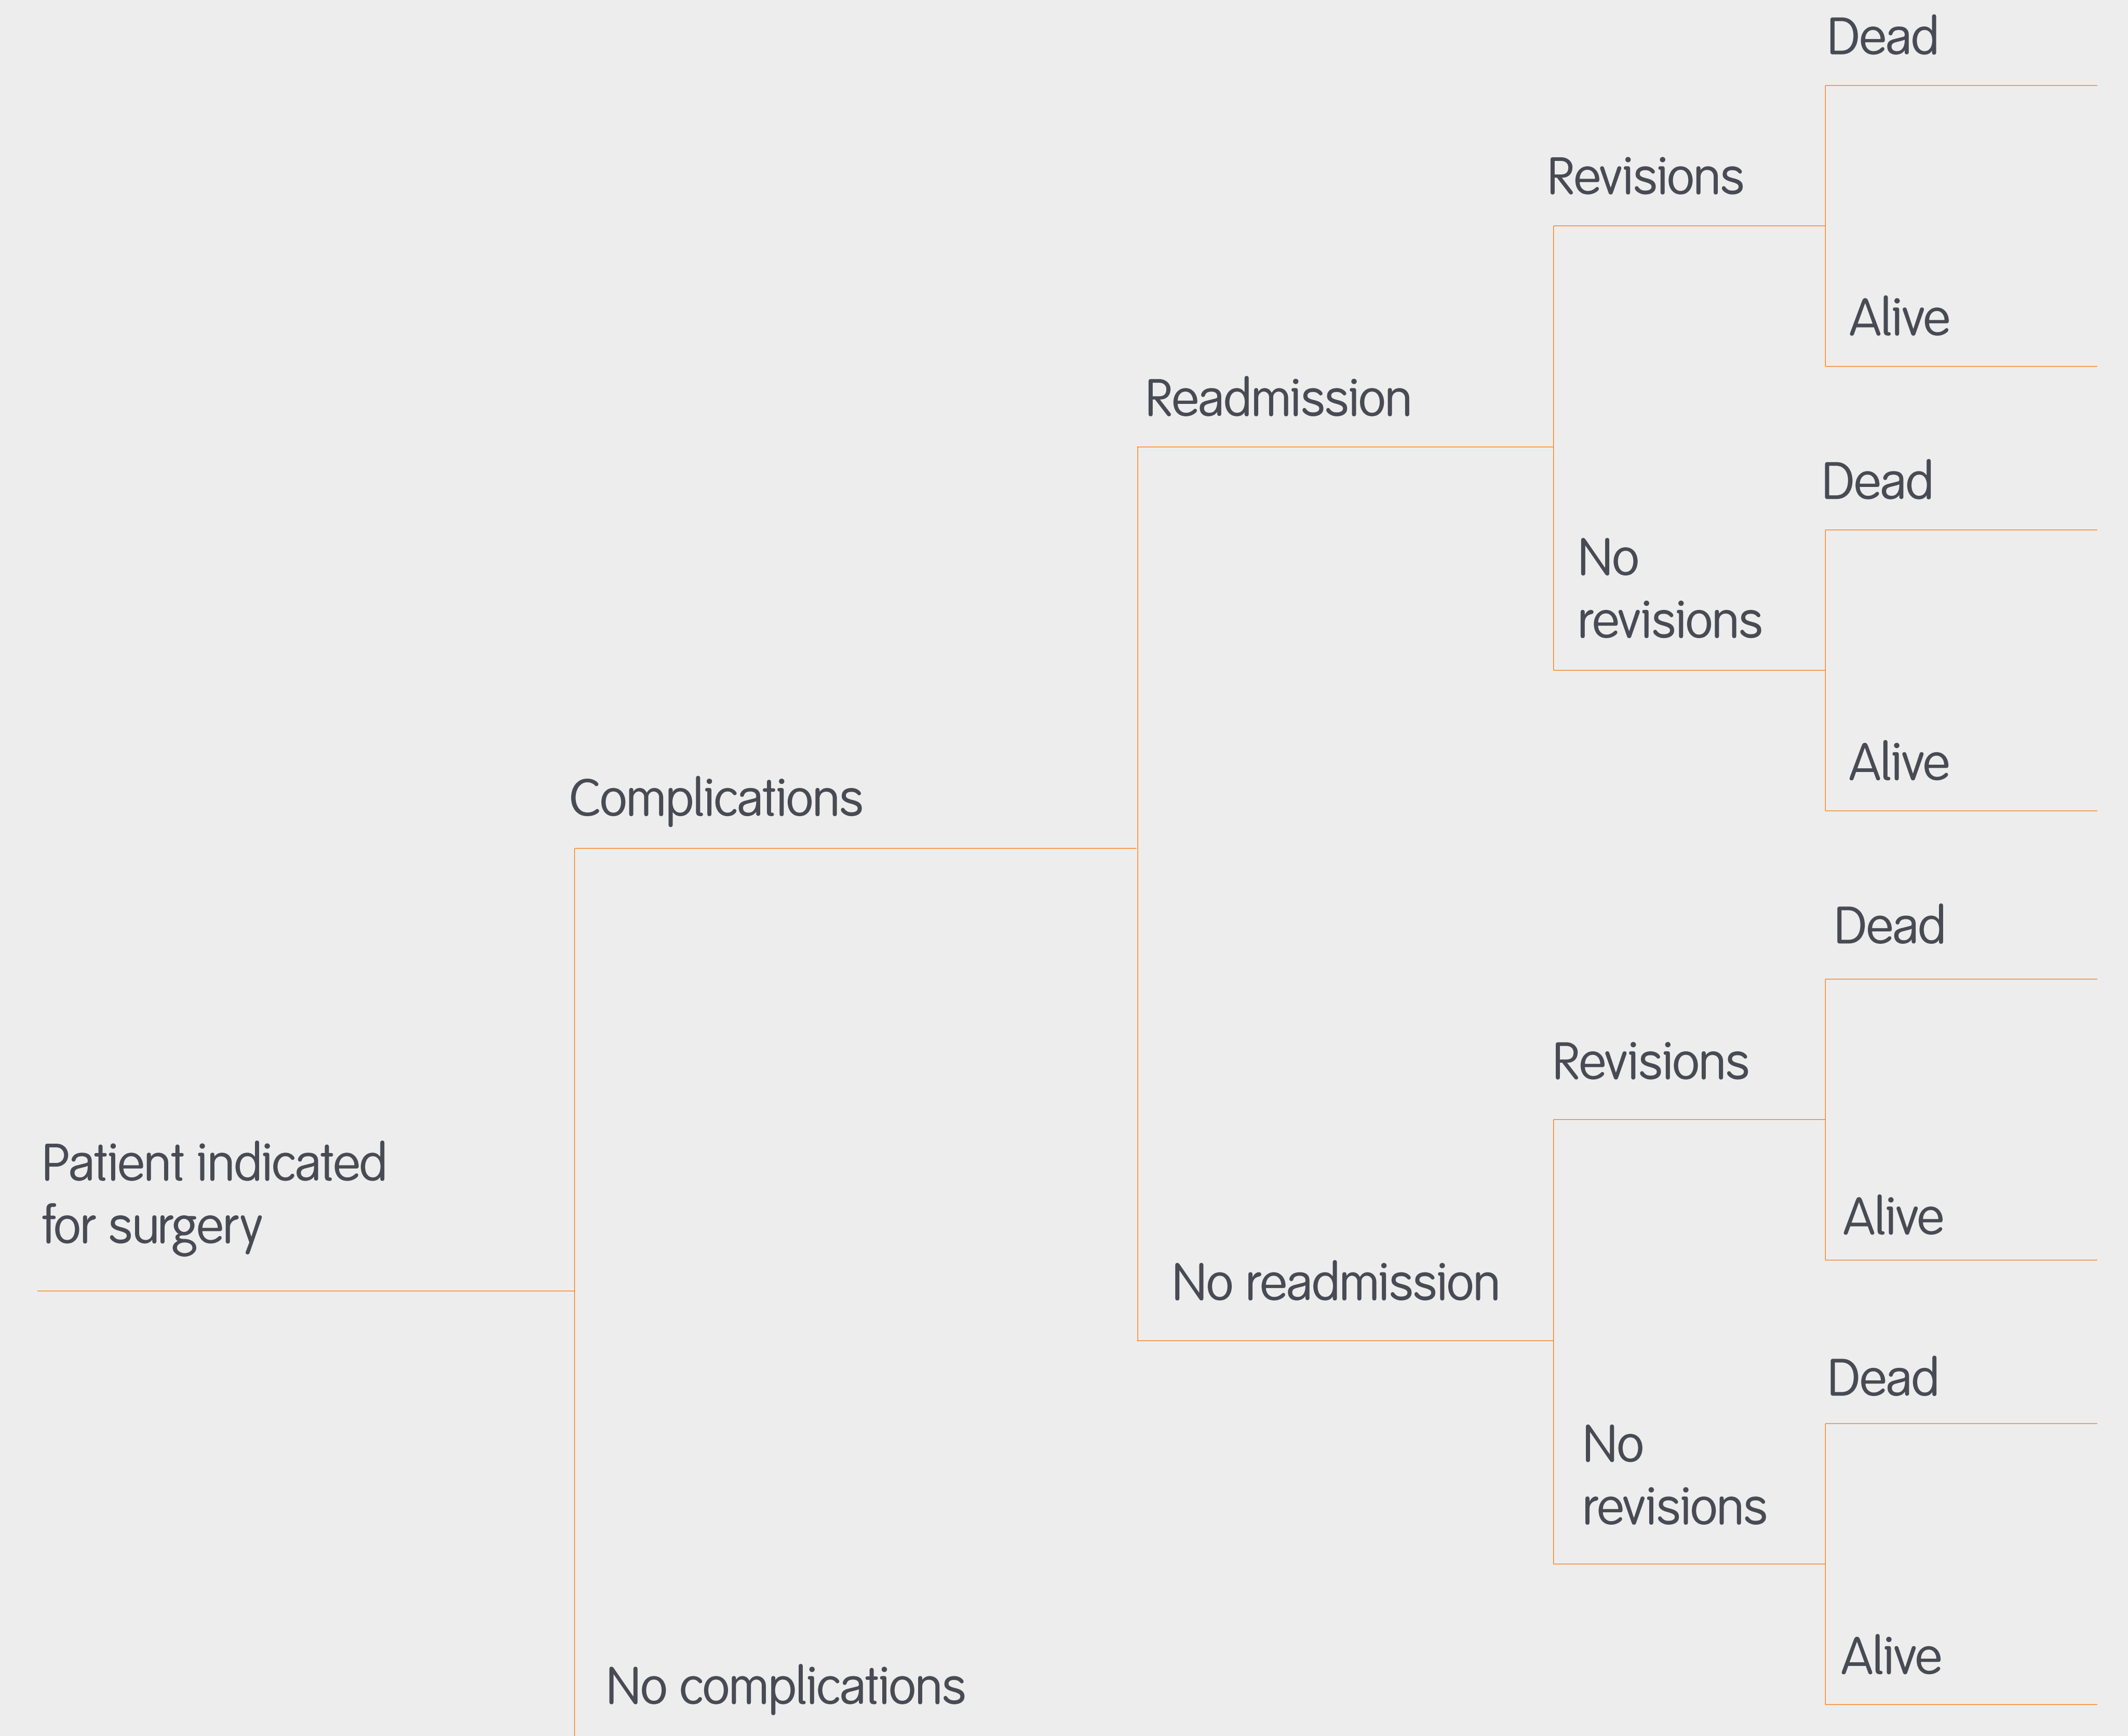 Dead
Revisions
Alive
Readmission
Dead
No
revisions
Alive
Complications
Dead
Revisions
Patient indicated
for surgery
Alive
No readmission
Dead
No
revisions
Alive
No complications